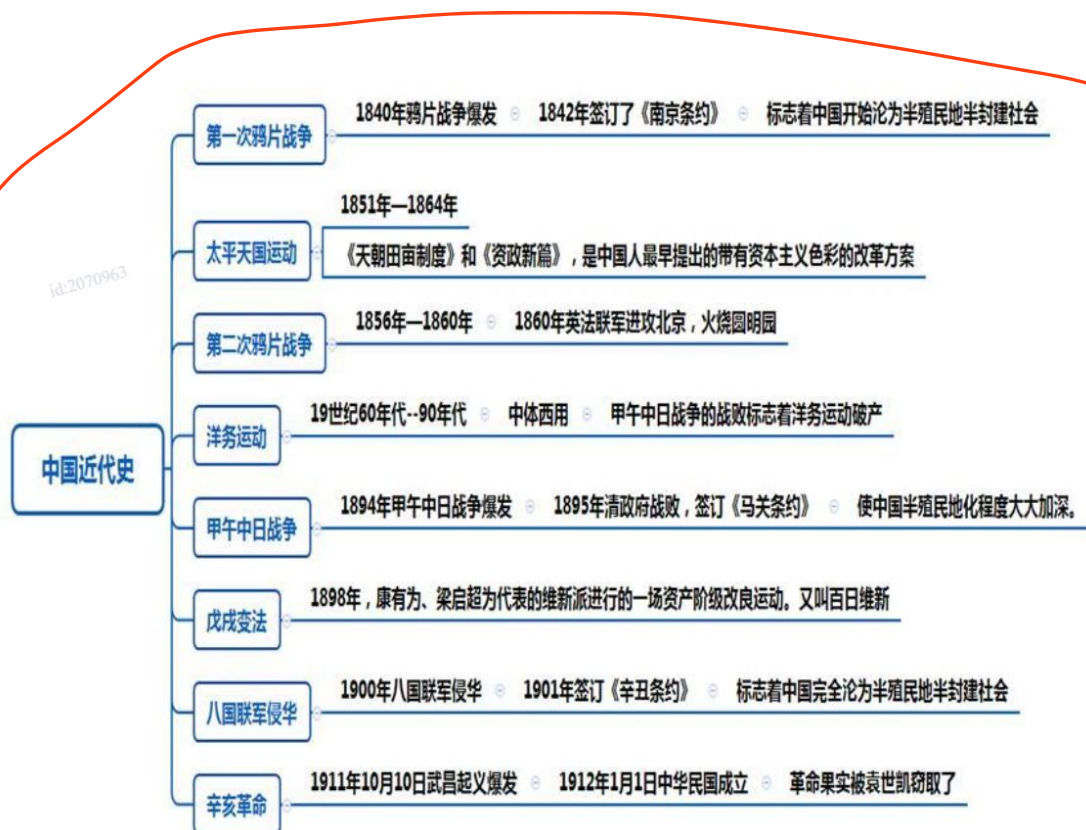 第一次鸦片战争
1840年鸦片战争爆发 1842年签订了《南京条约》 标志着中国开始沦为半殖民地半封建社会
太平天国运动
1851年—1864年
《天朝田亩制度》和《资政新篇》，是中国人最早提出的带有资本主义色彩的改革方案
id:2070963
第二次鸦片战争
1856年—1860年 1860年英法联军进攻北京，火烧圆明园
洋务运动
19世纪60年代--90年代 中体西用 甲午中日战争的战败标志着洋务运动破产
中国近代史
甲午中日战争
1894年甲午中日战争爆发 1895年清政府战败，签订《马关条约》 使中国半殖民地化程度大大加深。
戊戌变法
1898年，康有为、梁启超为代表的维新派进行的一场资产阶级改良运动。又叫百日维新
八国联军侵华
1900年八国联军侵华 1901年签订《辛丑条约》 标志着中国完全沦为半殖民地半封建社会
辛亥革命
1911年10月10日武昌起义爆发 1912年1月1日中华民国成立 革命果实被袁世凯窃取了